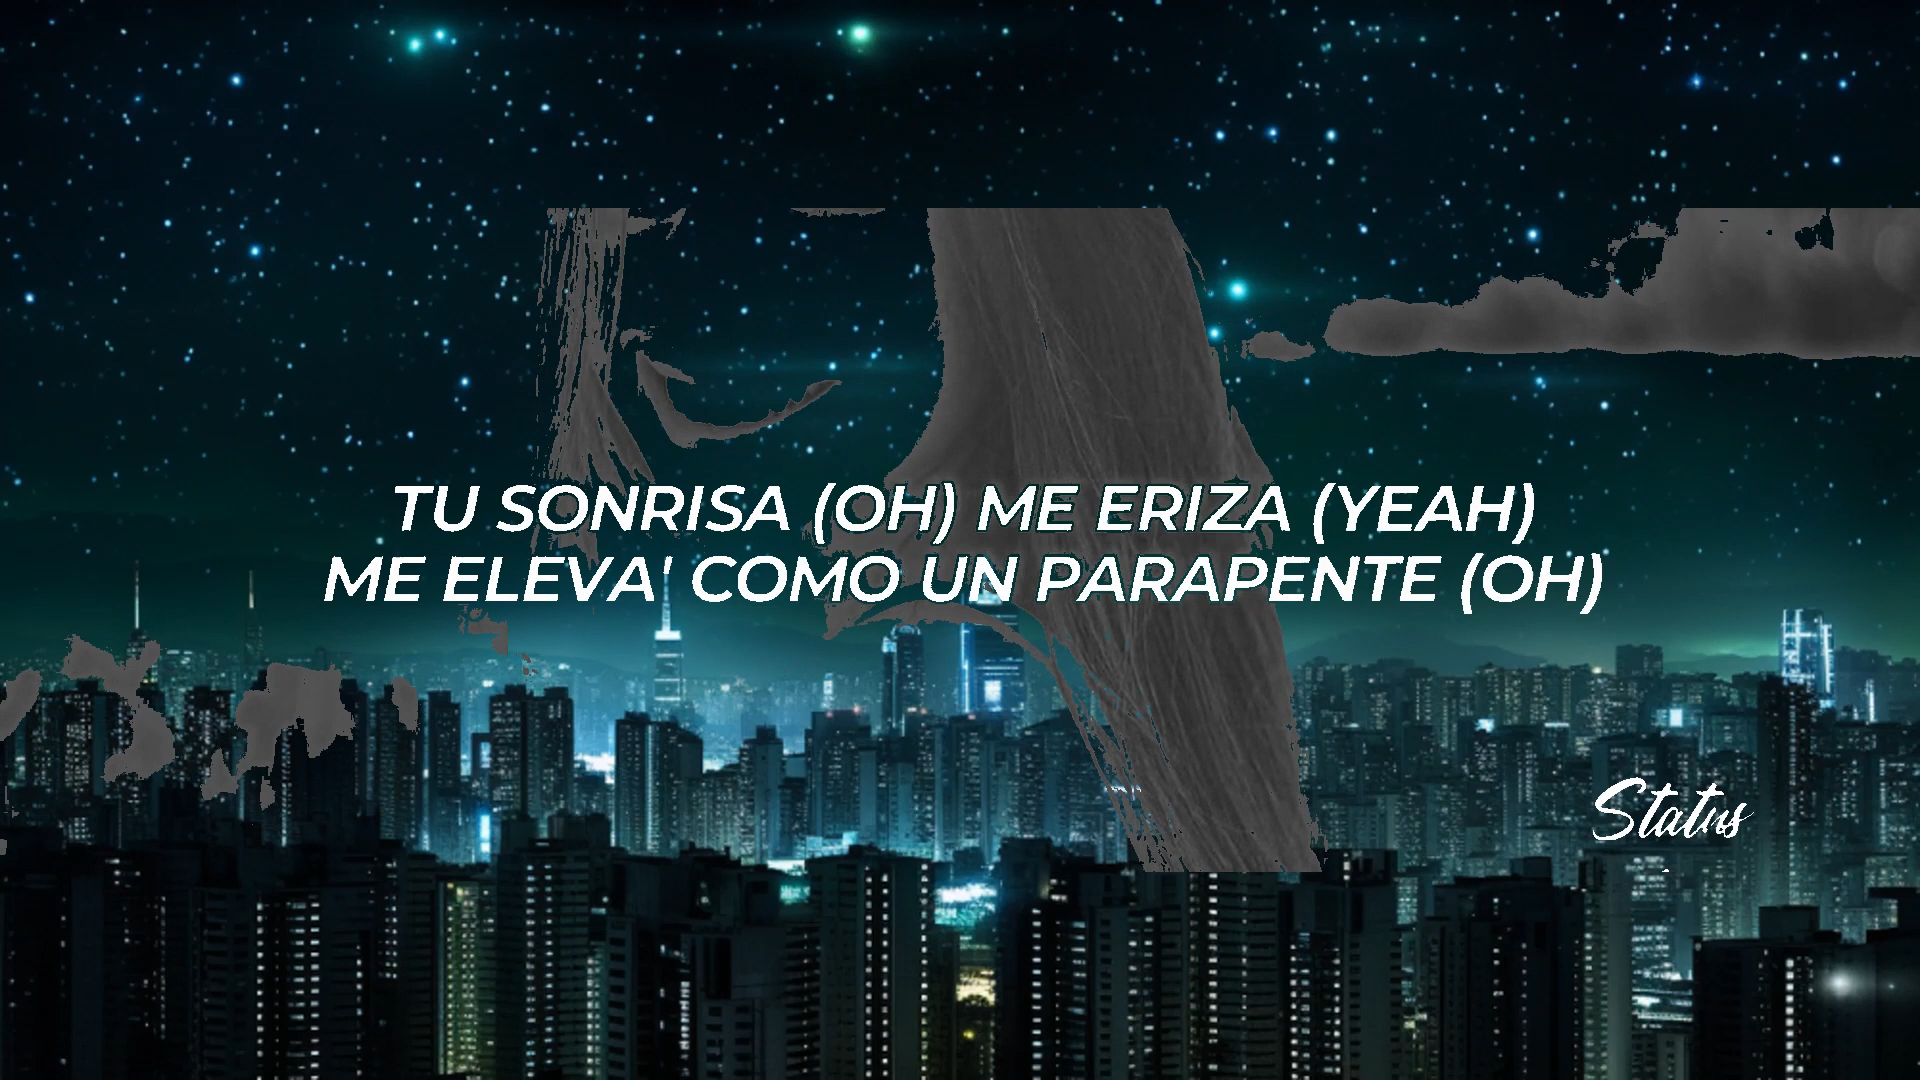 TU SONRISA (OH) ME ERIZA (YEAH)
ME ELEVA' COMO UN PARAPENTE (OH)
Status